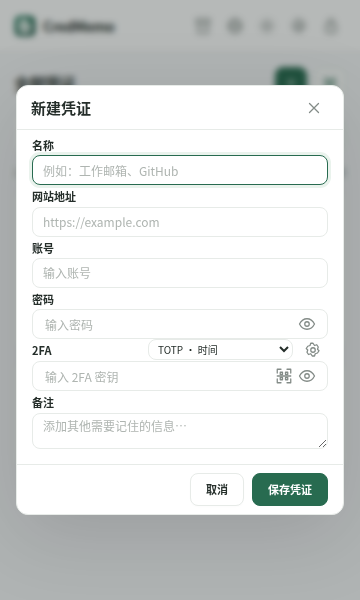 CredMemo
新建凭证
名称
例如：工作邮箱、GitHub
网站地址
https://example.com
账号
输入账号
密码
输入密码
2FA
TOTP · 时间
输入 2FA 密钥
备注
添加其他需要记住的信息…
取消
保存凭证